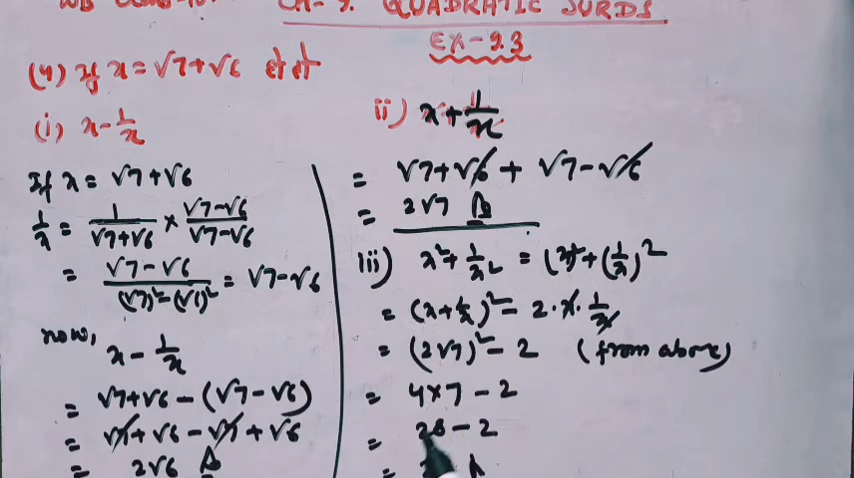 CH-9. QUADRATIC SURDS
EX-9.3
(4) If x = √7+√6
(i) x - 1/x
If x = √7+√6
1/x = 1/(√7+√6) × (√7-√6)/(√7-√6)
= (√7-√6)/((√7)²-(√6)²) = √7-√6
now,
x - 1/x
= √7+√6 - (√7-√6)
= √7+√6 - √7+√6
= 2√6
ii) x + 1/x
= √7+√6 + √7-√6
= 2√7
iii) x² + 1/x² = (x)² + (1/x)²
= (x + 1/x)² - 2·x·1/x
= (2√7)² - 2 (from above)
= 4×7 - 2
= 28 - 2
=